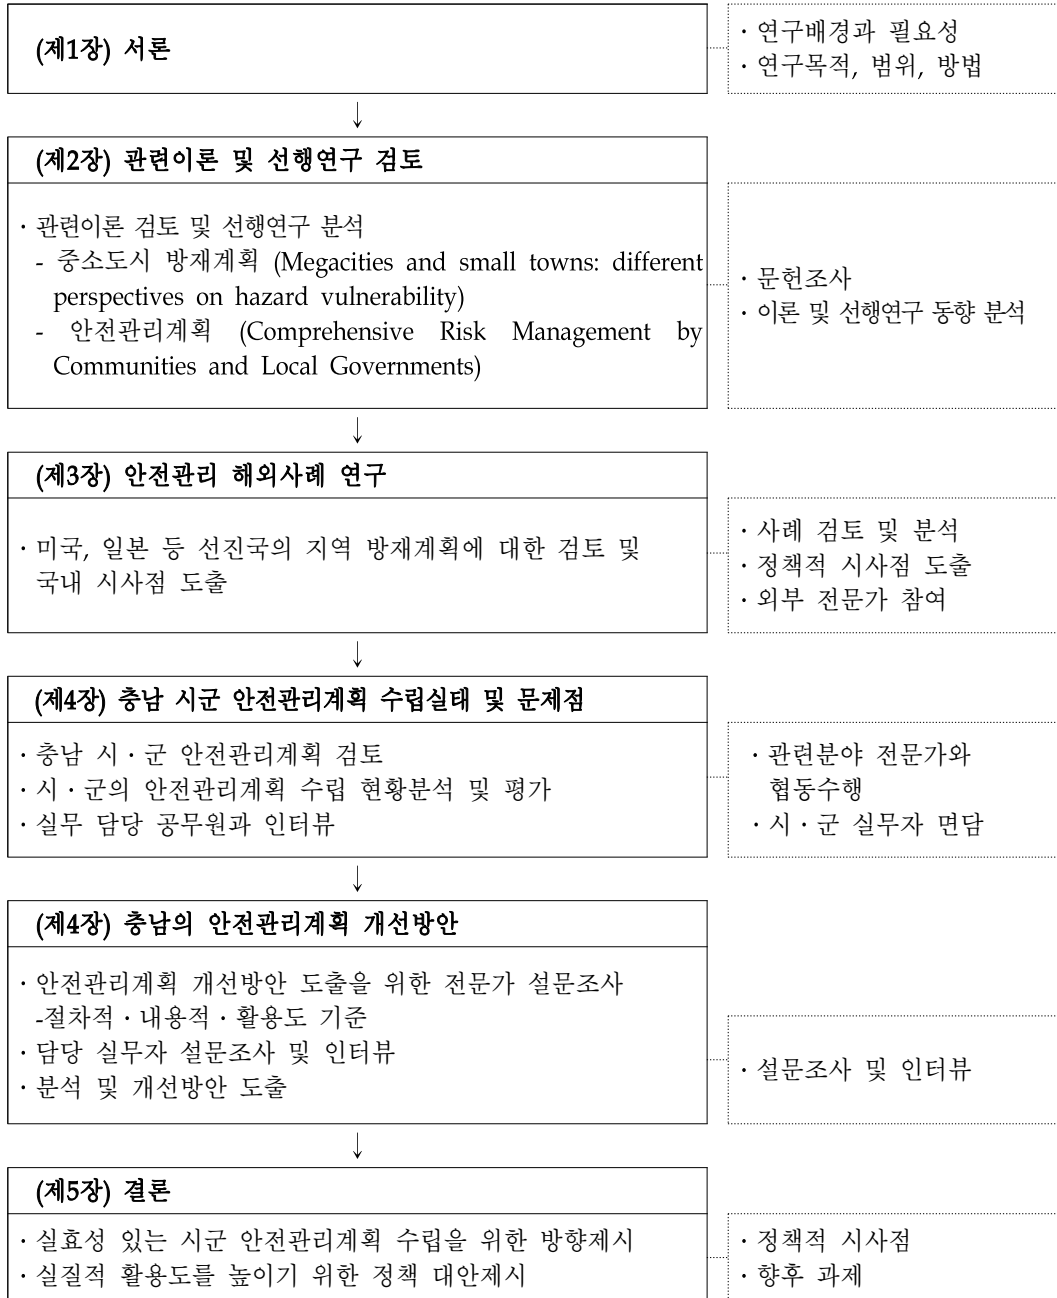 (제1장) 서론
· 연구배경과 필요성
· 연구목적, 범위, 방법
↓
(제2장) 관련이론 및 선행연구 검토
· 관련이론 검토 및 선행연구 분석
- 중소도시 방재계획 (Megacities and small towns: different
perspectives on hazard vulnerability)
- 안전관리계획 (Comprehensive Risk Management by
Communities and Local Governments)
· 문헌조사
· 이론 및 선행연구 동향 분석
↓
(제3장) 안전관리 해외사례 연구
· 미국, 일본 등 선진국의 지역 방재계획에 대한 검토 및
국내 시사점 도출
· 사례 검토 및 분석
· 정책적 시사점 도출
· 외부 전문가 참여
↓
(제4장) 충남 시군 안전관리계획 수립실태 및 문제점
· 충남 시·군 안전관리계획 검토
· 시·군의 안전관리계획 수립 현황분석 및 평가
· 실무 담당 공무원과 인터뷰
· 관련분야 전문가와
협동수행
· 시·군 실무자 면담
↓
(제4장) 충남의 안전관리계획 개선방안
· 안전관리계획 개선방안 도출을 위한 전문가 설문조사
-절차적·내용적·활용도 기준
· 담당 실무자 설문조사 및 인터뷰
· 분석 및 개선방안 도출
· 설문조사 및 인터뷰
↓
(제5장) 결론
· 실효성 있는 시군 안전관리계획 수립을 위한 방향제시
· 실질적 활용도를 높이기 위한 정책 대안제시
· 정책적 시사점
· 향후 과제